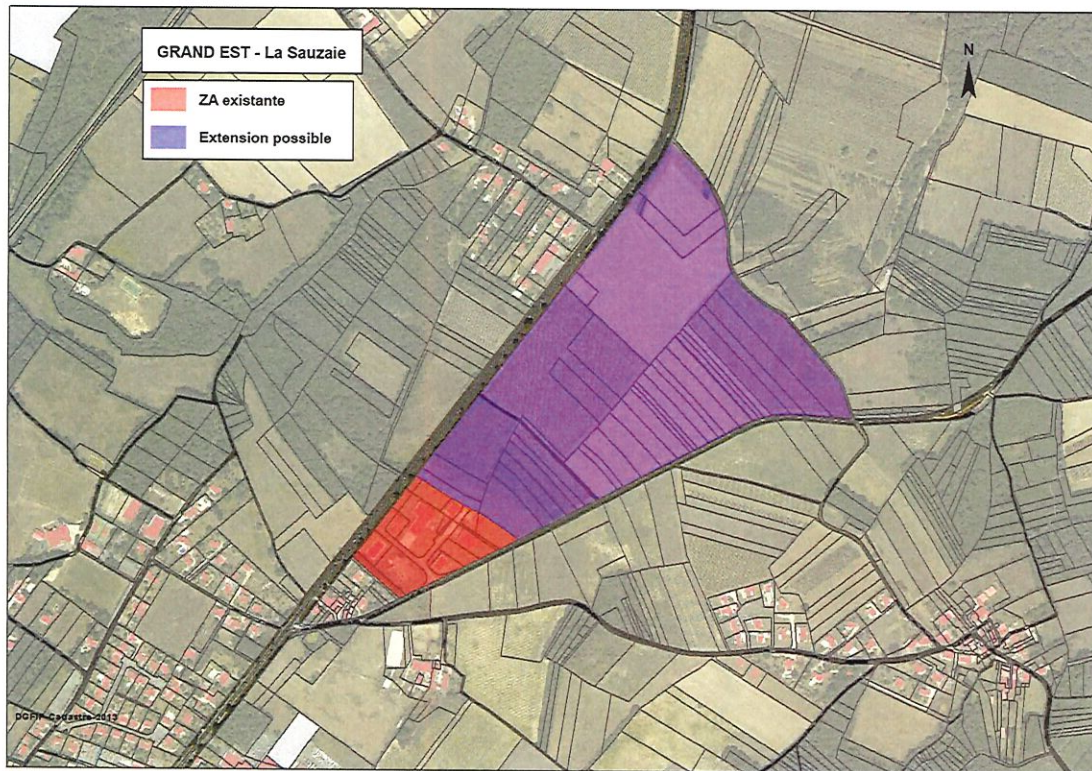 GRAND EST - La Sauzaie
ZA existante
Extension possible
N
DGFIP Cadastre 2013